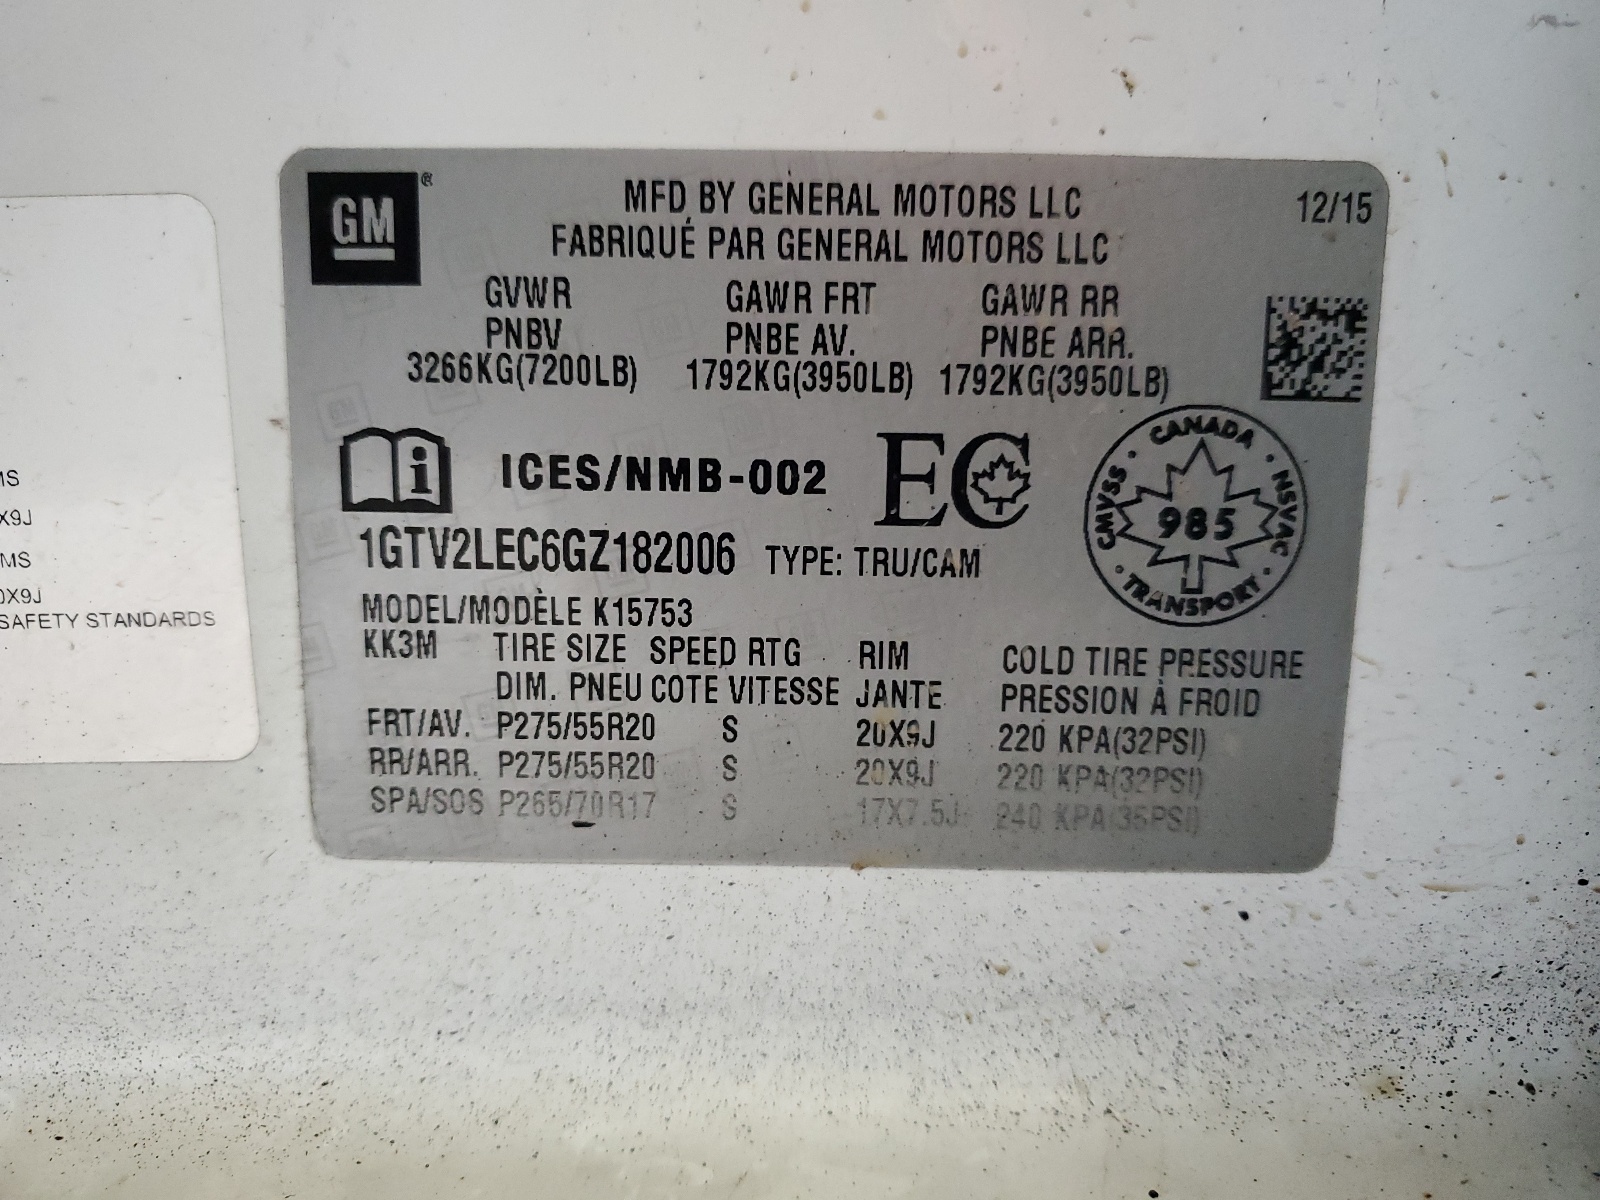 GM®
MFD BY GENERAL MOTORS LLC
12/15
FABRIQUÉ PAR GENERAL MOTORS LLC
GVWR GAWR FRT GAWR RR
PNBV PNBE AV. PNBE ARR.
3266KG(7200LB) 1792KG(3950LB) 1792KG(3950LB)
i ICES/NMB-002 EC
CANADA · NSVAC · TRANSPORT · CMVSS ·
985
1GTV2LEC6GZ182006 TYPE: TRU/CAM
MODEL/MODÈLE K15753
KK3M TIRE SIZE SPEED RTG RIM COLD TIRE PRESSURE
DIM. PNEU COTE VITESSE JANTE PRESSION À FROID
FRT/AV. P275/55R20 S 20X9J 220 KPA(32PSI)
RR/ARR. P275/55R20 S 20X9J 220 KPA(32PSI)
SPA/SOS P265/70R17 S 17X7.5J 240 KPA(35PSI)
MS
X9J
MS
0X9J
SAFETY STANDARDS